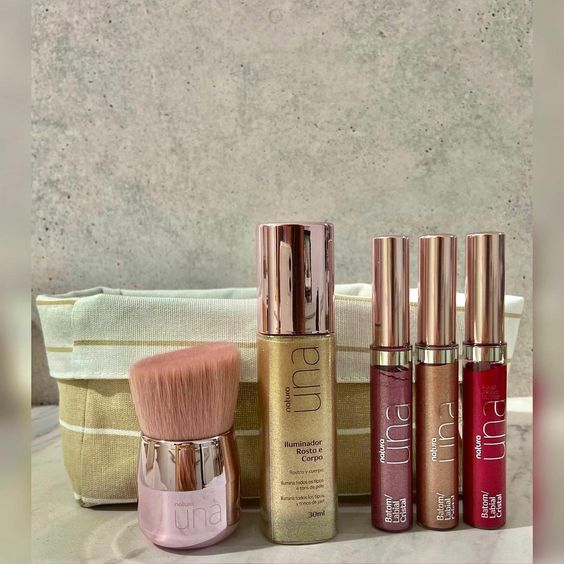 natura
una
natura
una
Iluminador
Rosto e
Corpo
Rostro y cuerpo
Ilumina todos os tipos
e tons de pele
Ilumina todos los tipos
y tonos de piel
30ml
natura
una
Batom/
Labial
Cristal
natura
una
Batom/
Labial
Cristal
natura
una
Batom/
Labial
Cristal